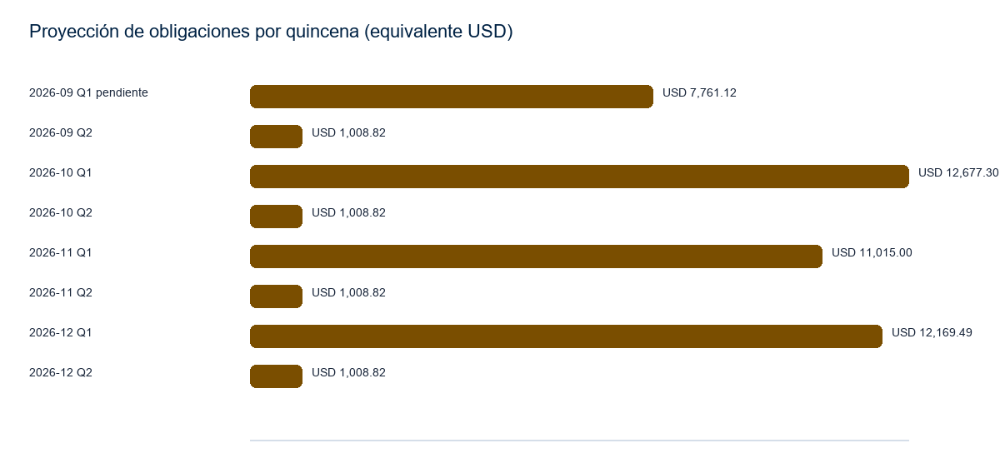 Proyección de obligaciones por quincena (equivalente USD)
2026-09 Q1 pendiente USD 7,761.12
2026-09 Q2 USD 1,008.82
2026-10 Q1 USD 12,677.30
2026-10 Q2 USD 1,008.82
2026-11 Q1 USD 11,015.00
2026-11 Q2 USD 1,008.82
2026-12 Q1 USD 12,169.49
2026-12 Q2 USD 1,008.82